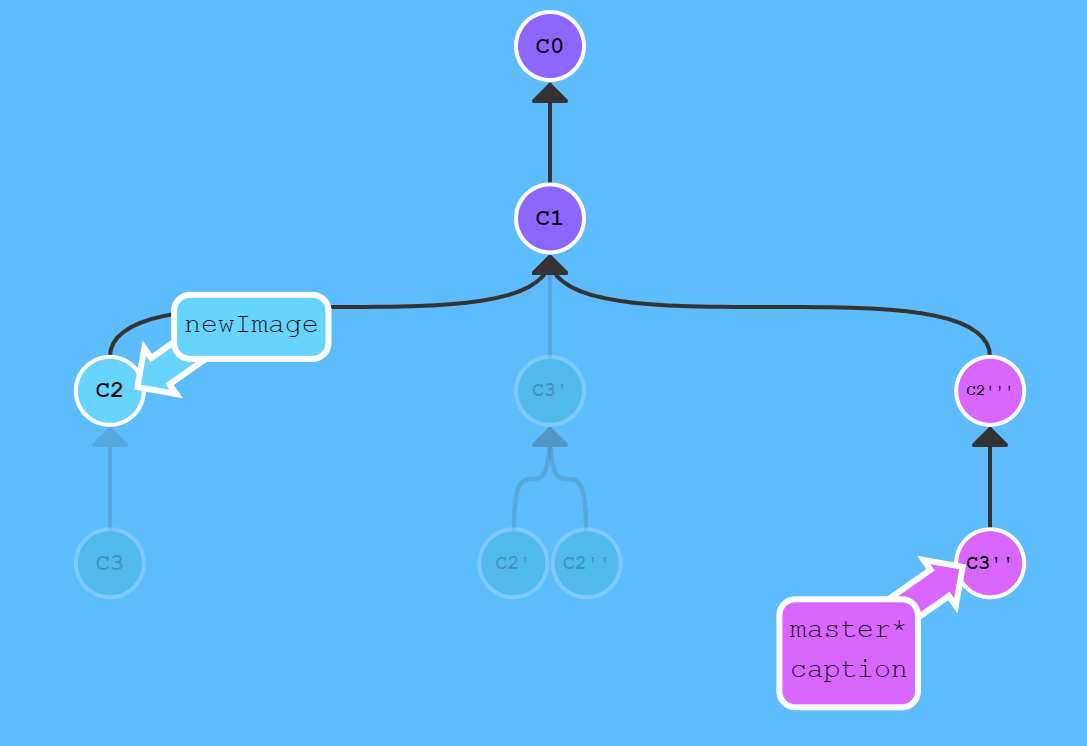 C0
C1
newImage
C2
C3'
C2'''
C3
C2'
C2''
C3''
master*
caption